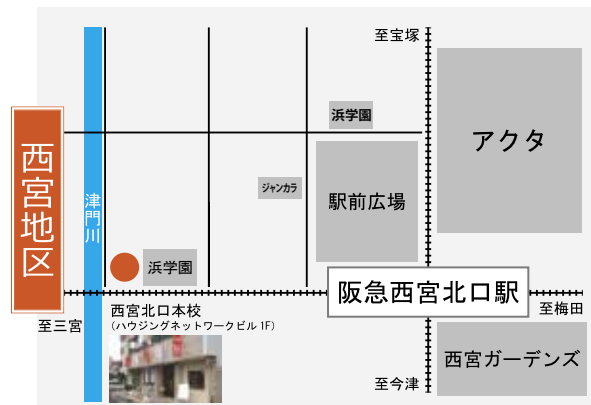 至宝塚
浜学園
アクタ
西宮地区
ジャンカラ
駅前広場
津門川
浜学園
阪急西宮北口駅
至三宮
西宮北口本校
(ハウジングネットワークビル1F)
至梅田
西宮ガーデンズ
至今津